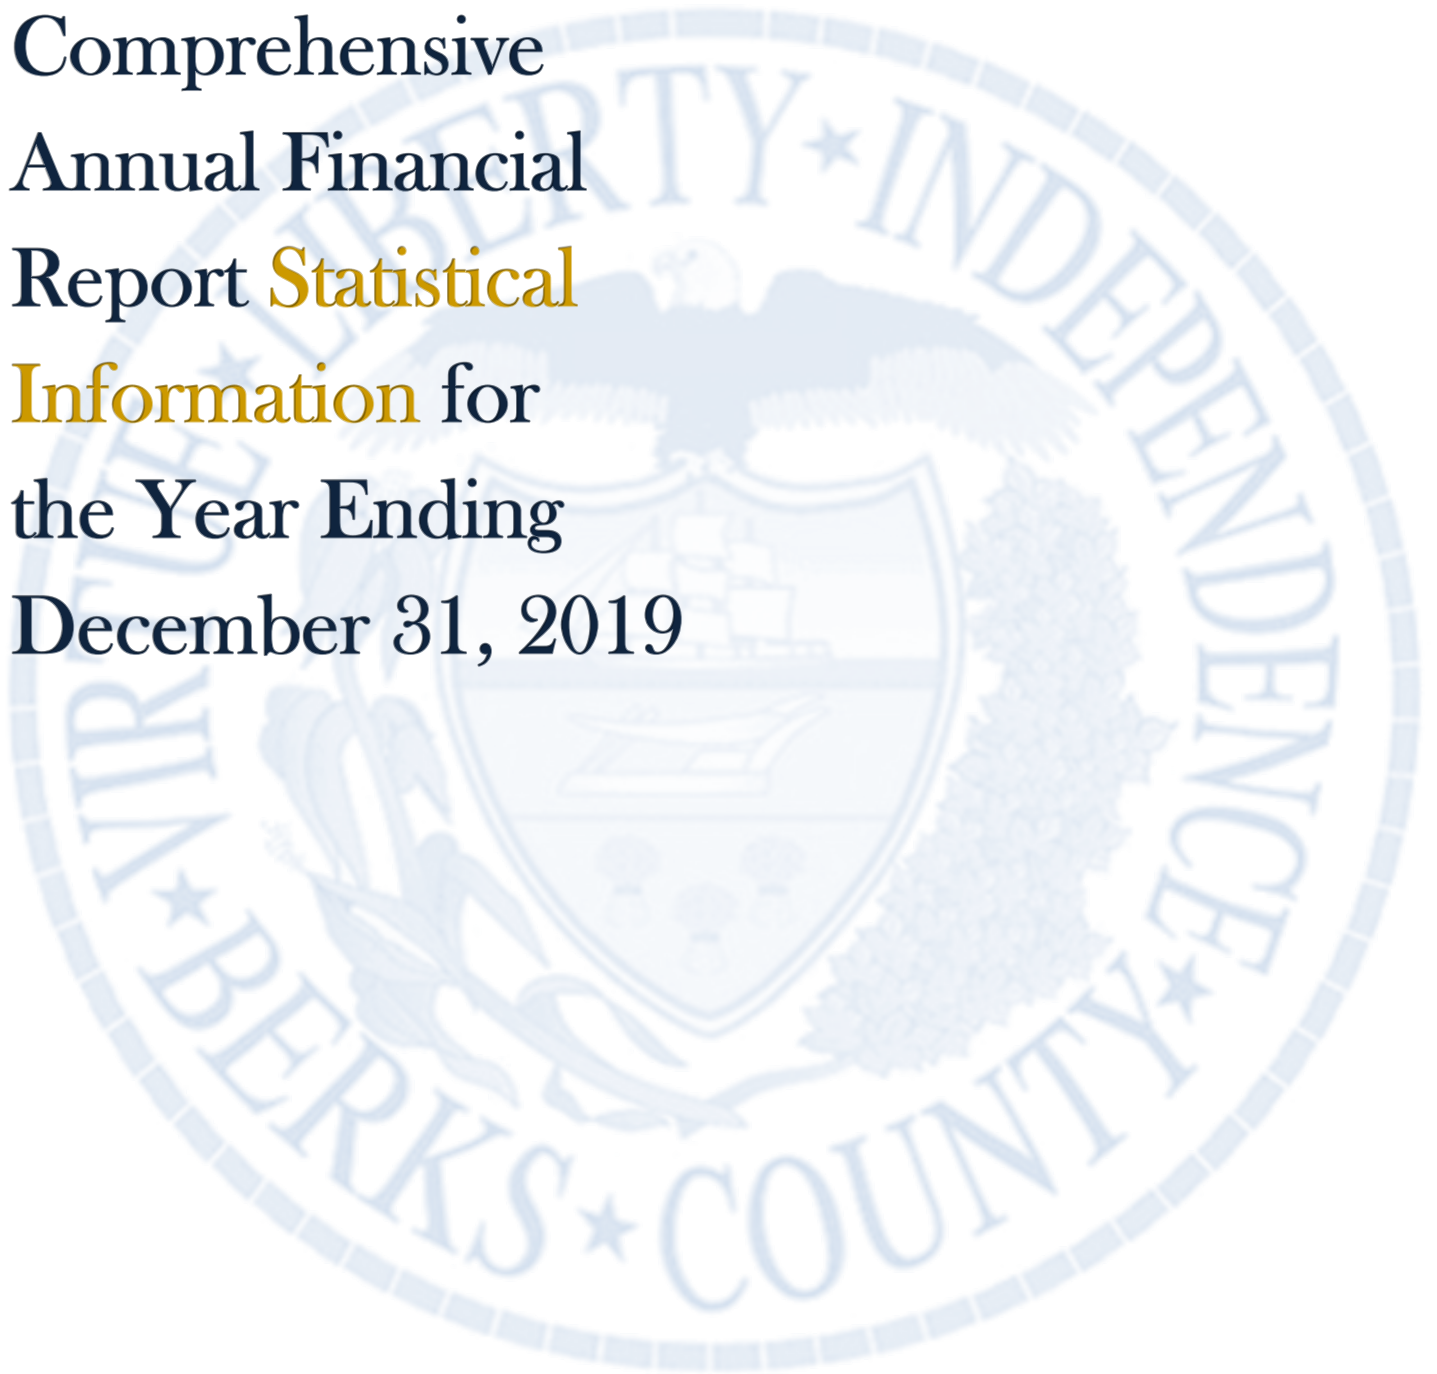 Comprehensive
Annual Financial
Report Statistical
Information for
the Year Ending
December 31, 2019
VIRTUE ★ LIBERTY ★ INDEPENDENCE
★ BERKS ★ COUNTY ★